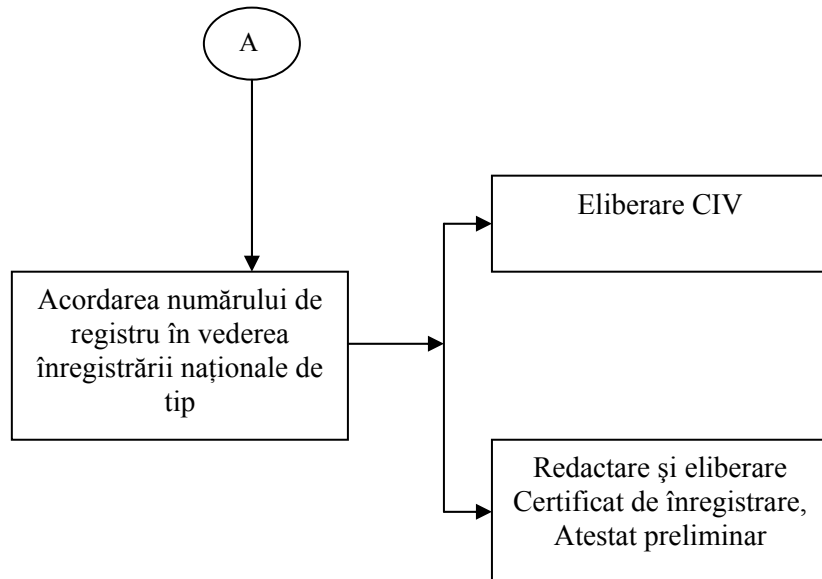 A
Eliberare CIV
Acordarea numărului de
registru în vederea
înregistrării naționale de
tip
Redactare şi eliberare
Certificat de înregistrare,
Atestat preliminar